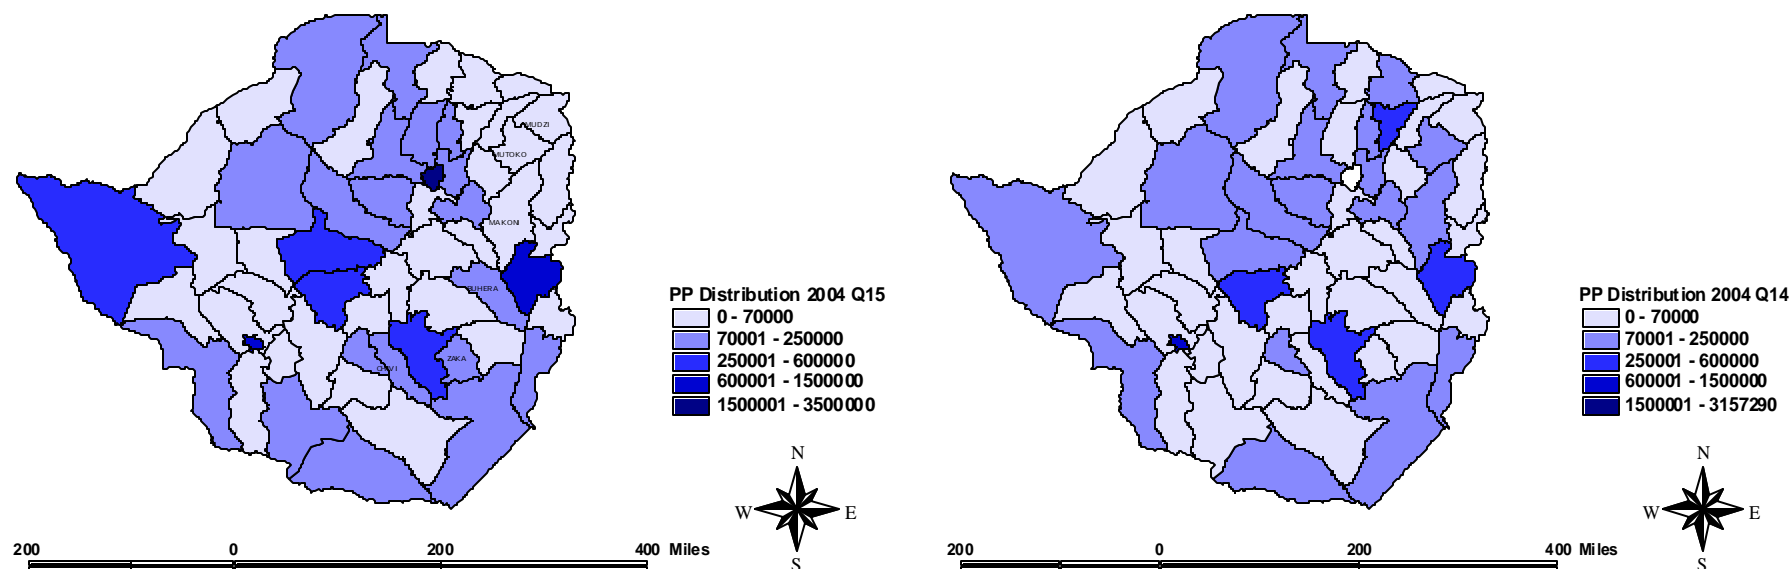 MUDZI
MUTOKO
MAKONI
BUHERA
ZAKA
CHIVI
PP Distribution 2004 Q15
0 - 70000
70001 - 250000
250001 - 600000
600001 - 1500000
1500001 - 3500000
N
W E
S
200 0 200 400 Miles
PP Distribution 2004 Q14
0 - 70000
70001 - 250000
250001 - 600000
600001 - 1500000
1500001 - 3157290
N
W E
S
200 0 200 400 Miles